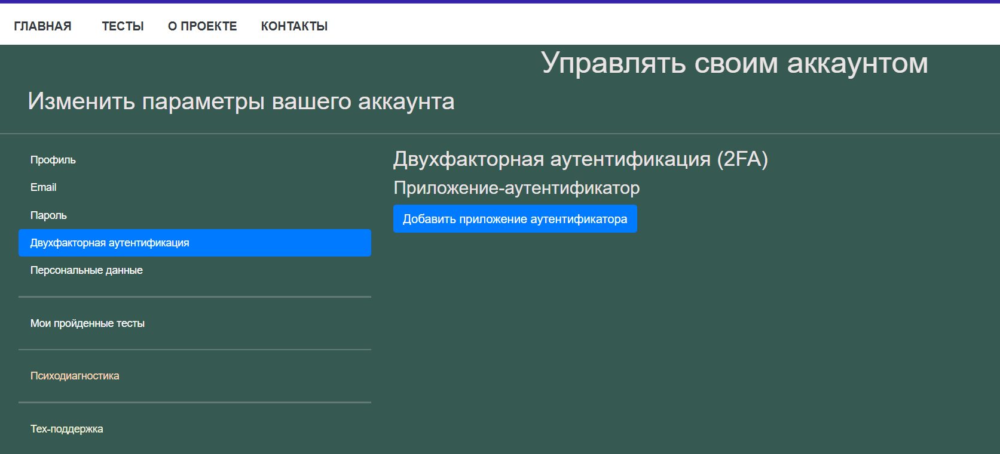 ГЛАВНАЯ ТЕСТЫ О ПРОЕКТЕ КОНТАКТЫ
Управлять своим аккаунтом
Изменить параметры вашего аккаунта
Профиль
Email
Пароль
Двухфакторная аутентификация
Персональные данные
Мои пройденные тесты
Психодиагностика
Тех-поддержка
Двухфакторная аутентификация (2FA)
Приложение-аутентификатор
Добавить приложение аутентификатора